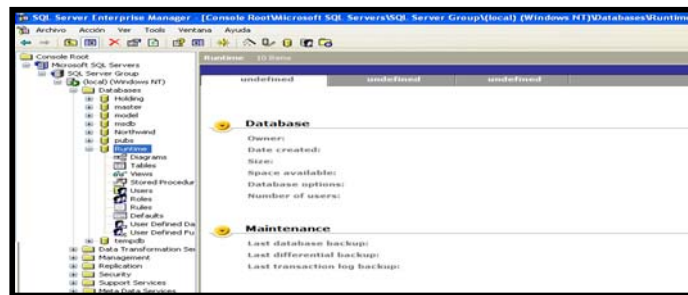 SQL Server Enterprise Manager - [Console Root\Microsoft SQL Servers\SQL Server Group\(local) (Windows NT)\Databases\Runtime
Archivo Acción Ver Tools Ventana Ayuda
Console Root
Microsoft SQL Servers
SQL Server Group
(local) (Windows NT)
Databases
Holding
master
model
msdb
Northwind
pubs
Runtime
Diagrams
Tables
Views
Stored Procedur
Users
Roles
Rules
Defaults
User Defined Da
User Defined Fu
tempdb
Data Transformation Ser
Management
Replication
Security
Support Services
Meta Data Services
Runtime 10 Items
undefined undefined undefined
Database
Owner:
Date created:
Size:
Space available:
Database options:
Number of users:
Maintenance
Last database backup:
Last differential backup:
Last transaction log backup: